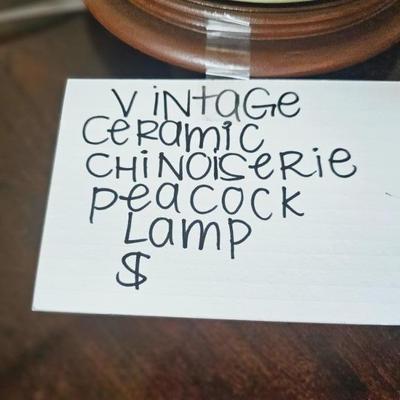 VINtAGE
CERAMIC
CHINOISERIE
PEACOCK
LAMP
$